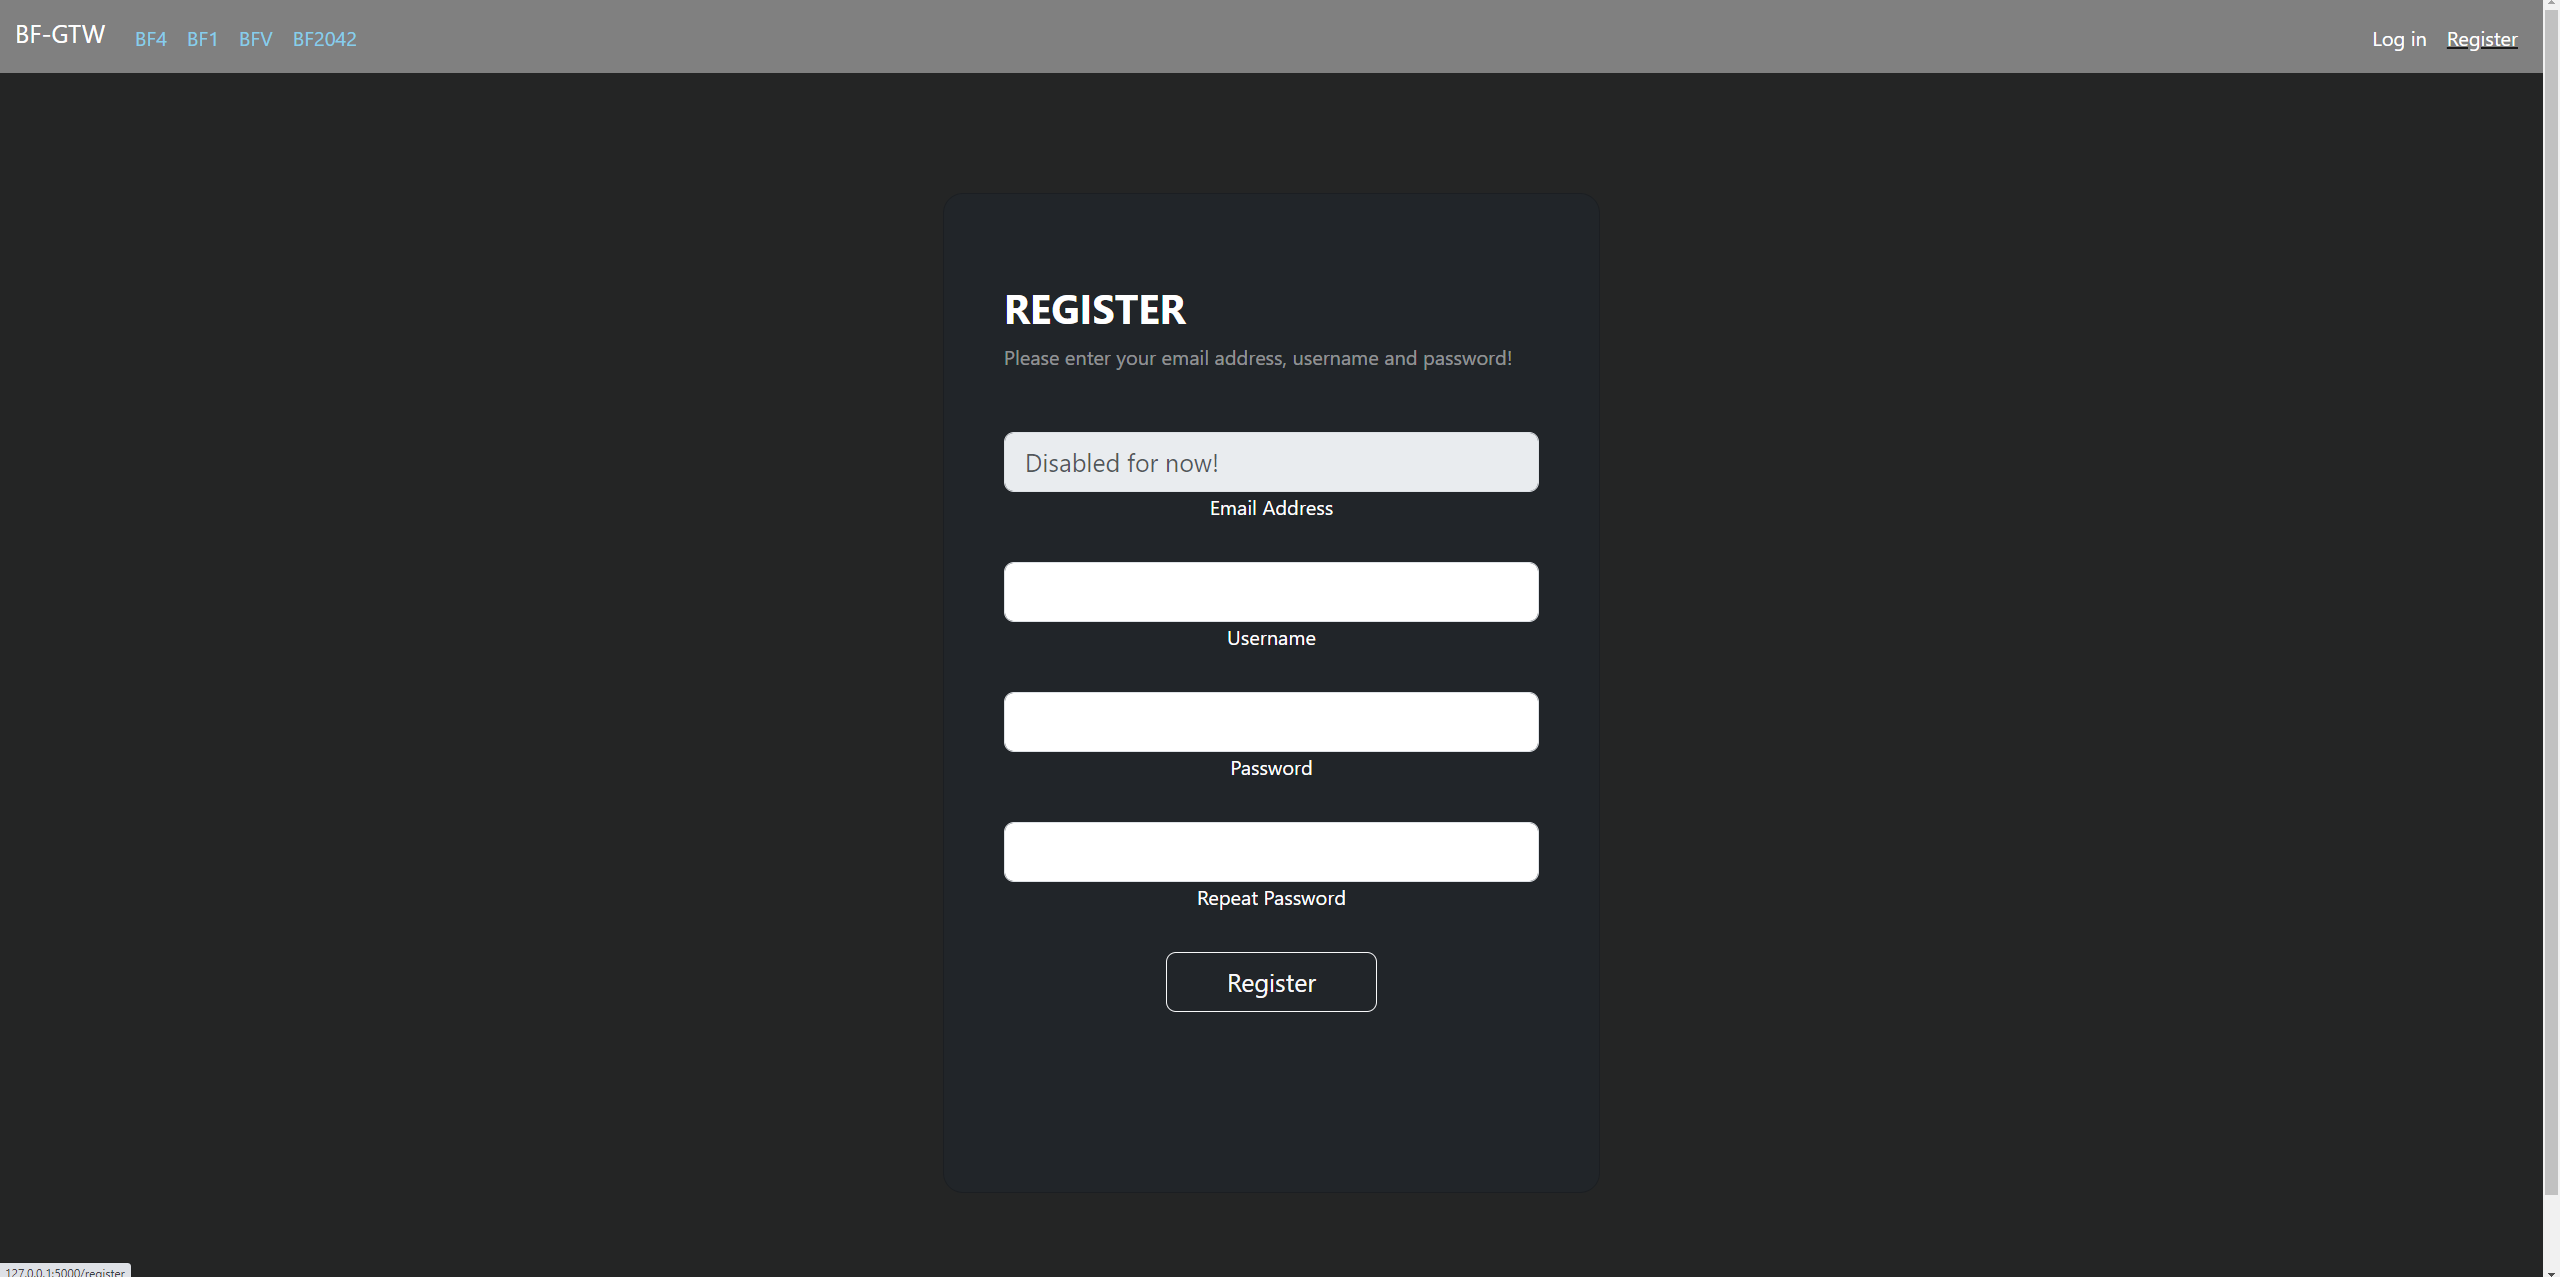 BF-GTW BF4 BF1 BFV BF2042 Log in Register
REGISTER
Please enter your email address, username and password!
Disabled for now!
Email Address
Username
Password
Repeat Password
Register
127.0.0.1:5000/register